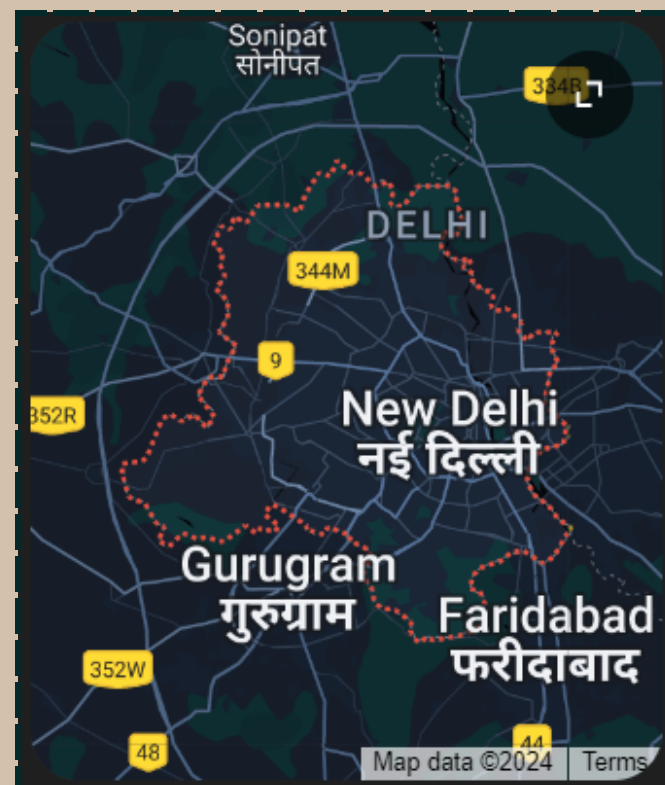 Sonipat
सोनीपत
334B
DELHI
344M
9
352R
New Delhi
नई दिल्ली
Gurugram
गुरुग्राम
Faridabad
फरीदाबाद
352W
48
44
Map data ©2024 Terms